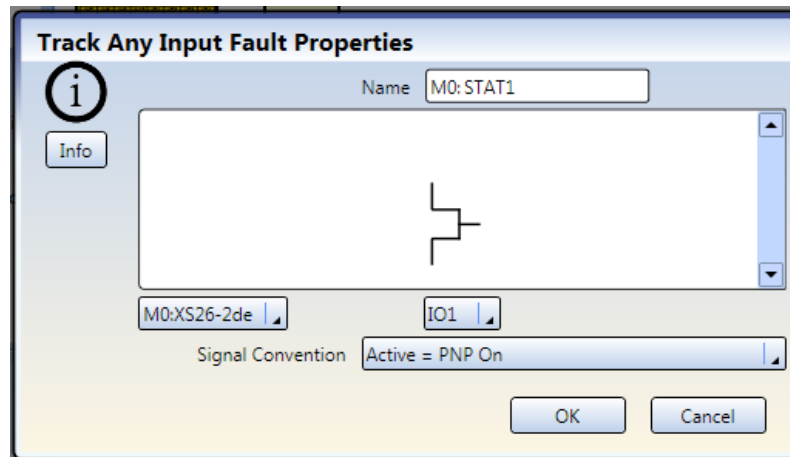 Track Any Input Fault Properties
i
Name M0:STAT1
Info
M0:XS26-2de IO1
Signal Convention Active = PNP On
OK Cancel